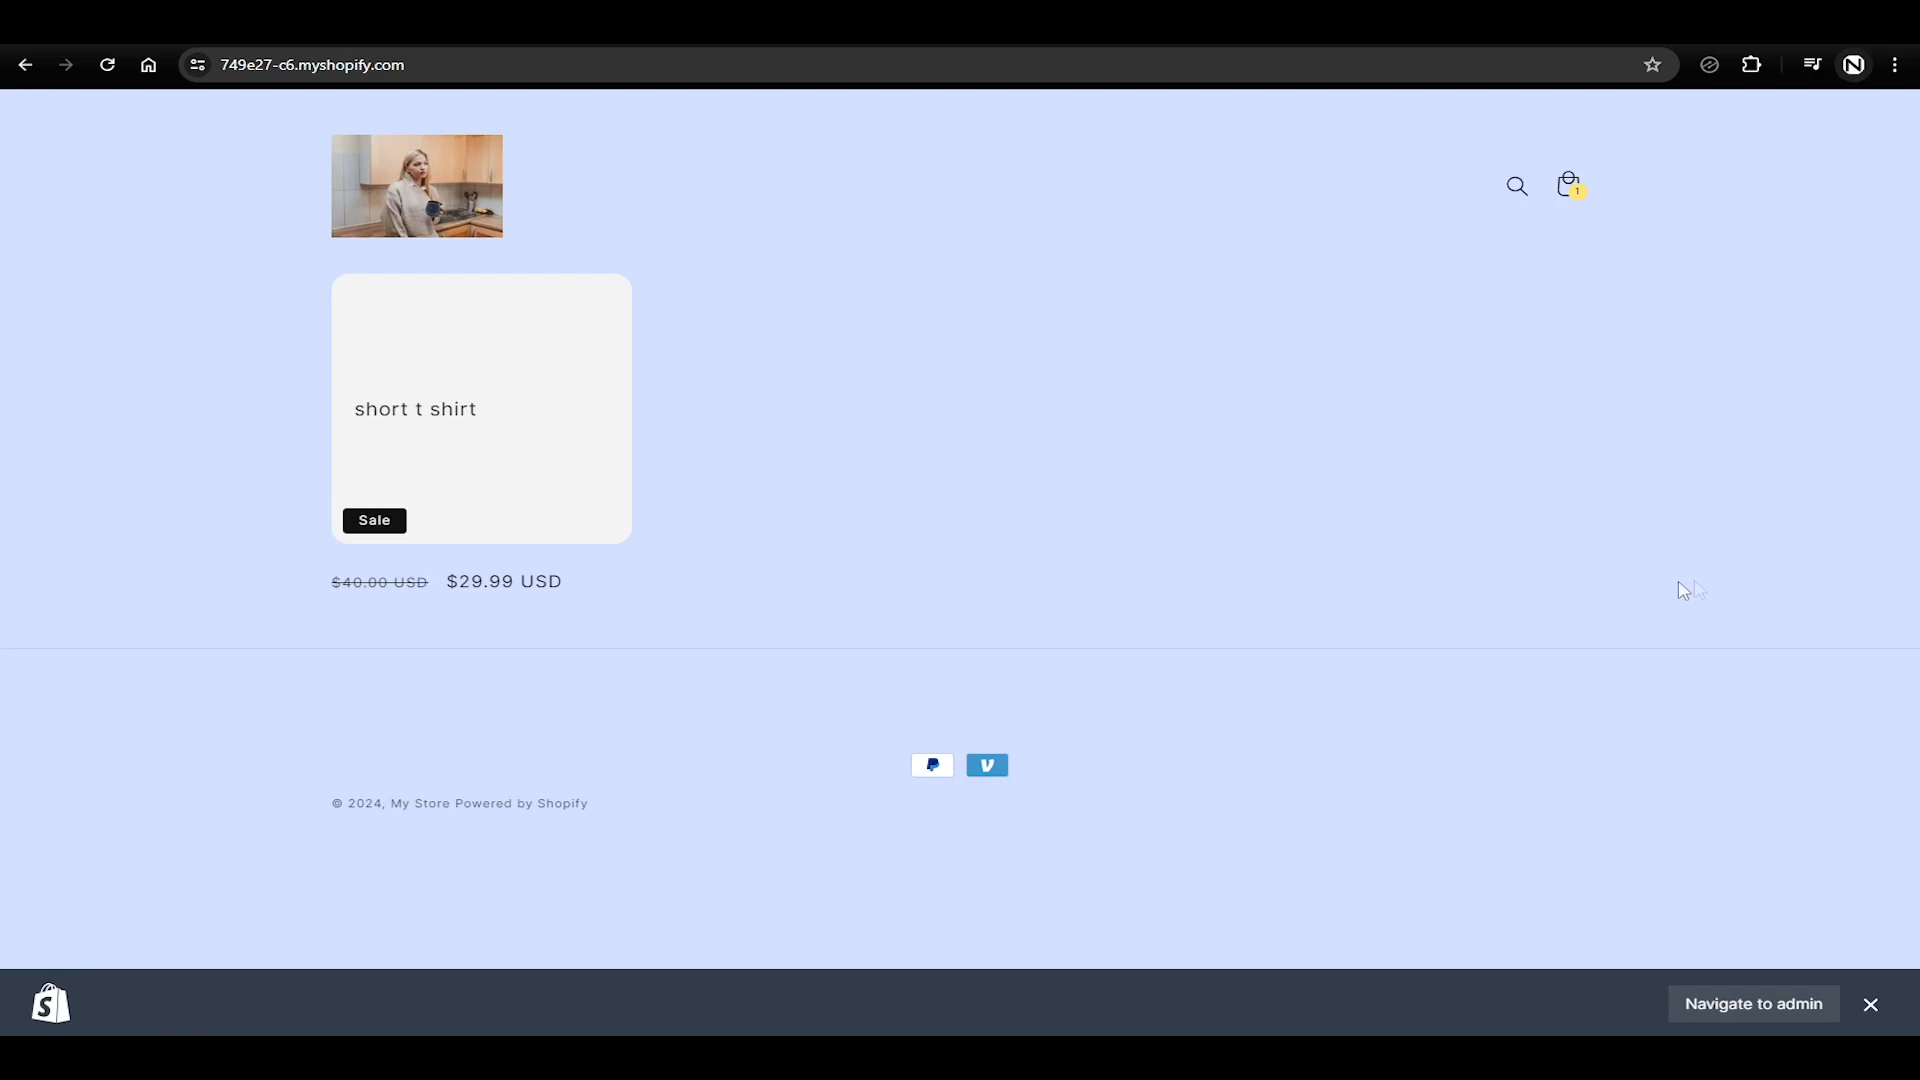 749e27-c6.myshopify.com
1
short t shirt
Sale
$40.00 USD $29.99 USD
© 2024, My Store Powered by Shopify
Navigate to admin